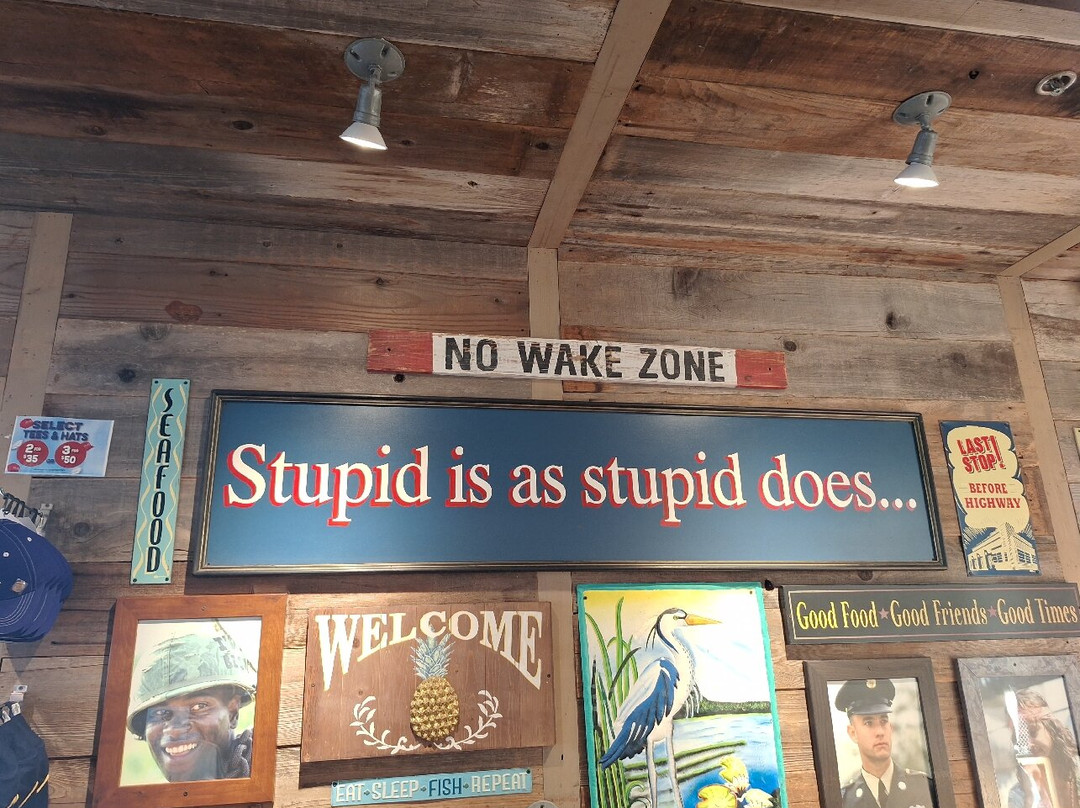 NO WAKE ZONE
SEAFOOD
SELECT
TEES & HATS
2 FOR $35 OR 3 FOR $50
Stupid is as stupid does...
LAST
STOP!
BEFORE
HIGHWAY
WELCOME
Good Food ★ Good Friends ★ Good Times
EAT-SLEEP-FISH-REPEAT